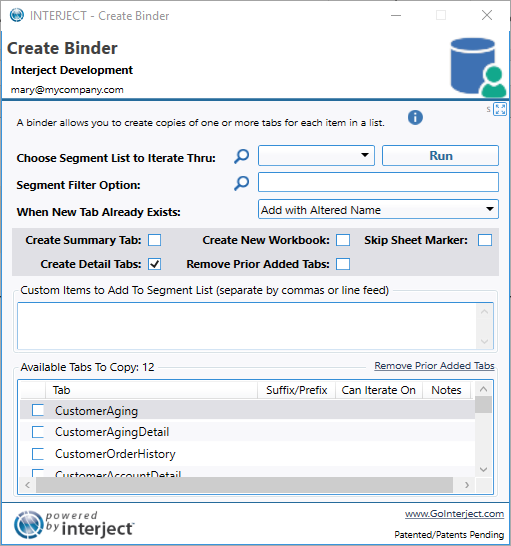 INTERJECT - Create Binder
Create Binder
Interject Development
mary@mycompany.com
s
A binder allows you to create copies of one or more tabs for each item in a list.
Choose Segment List to Iterate Thru:
Run
Segment Filter Option:
When New Tab Already Exists:
Add with Altered Name
Create Summary Tab:
Create New Workbook:
Skip Sheet Marker:
Create Detail Tabs:
Remove Prior Added Tabs:
Custom Items to Add To Segment List (separate by commas or line feed)
Available Tabs To Copy: 12
Remove Prior Added Tabs
Tab Suffix/Prefix Can Iterate On Notes
CustomerAging
CustomerAgingDetail
CustomerOrderHistory
CustomerAccountDetail
powered by interject™
www.GoInterject.com
Patented/Patents Pending